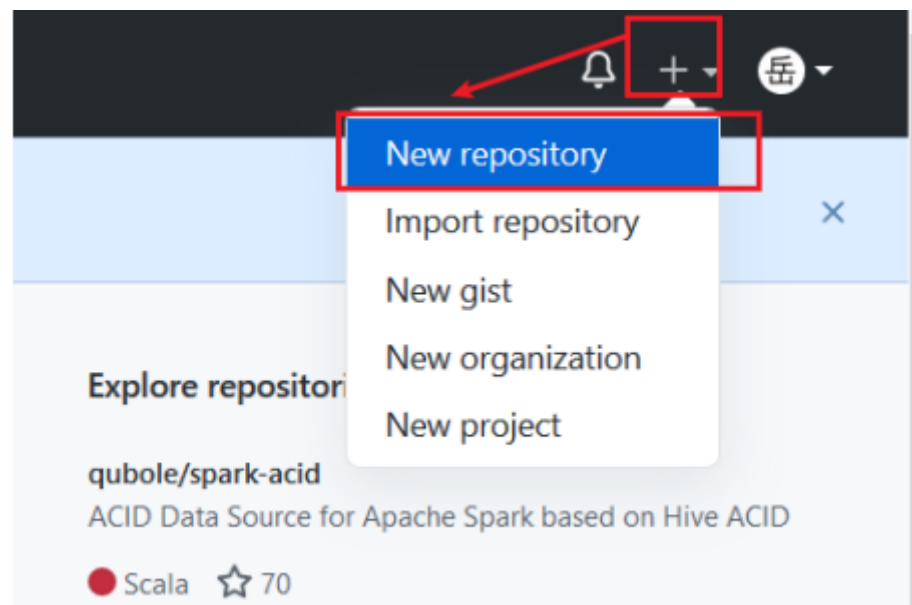 岳
New repository
Import repository
New gist
New organization
New project
Explore repositori
qubole/spark-acid
ACID Data Source for Apache Spark based on Hive ACID
Scala 70